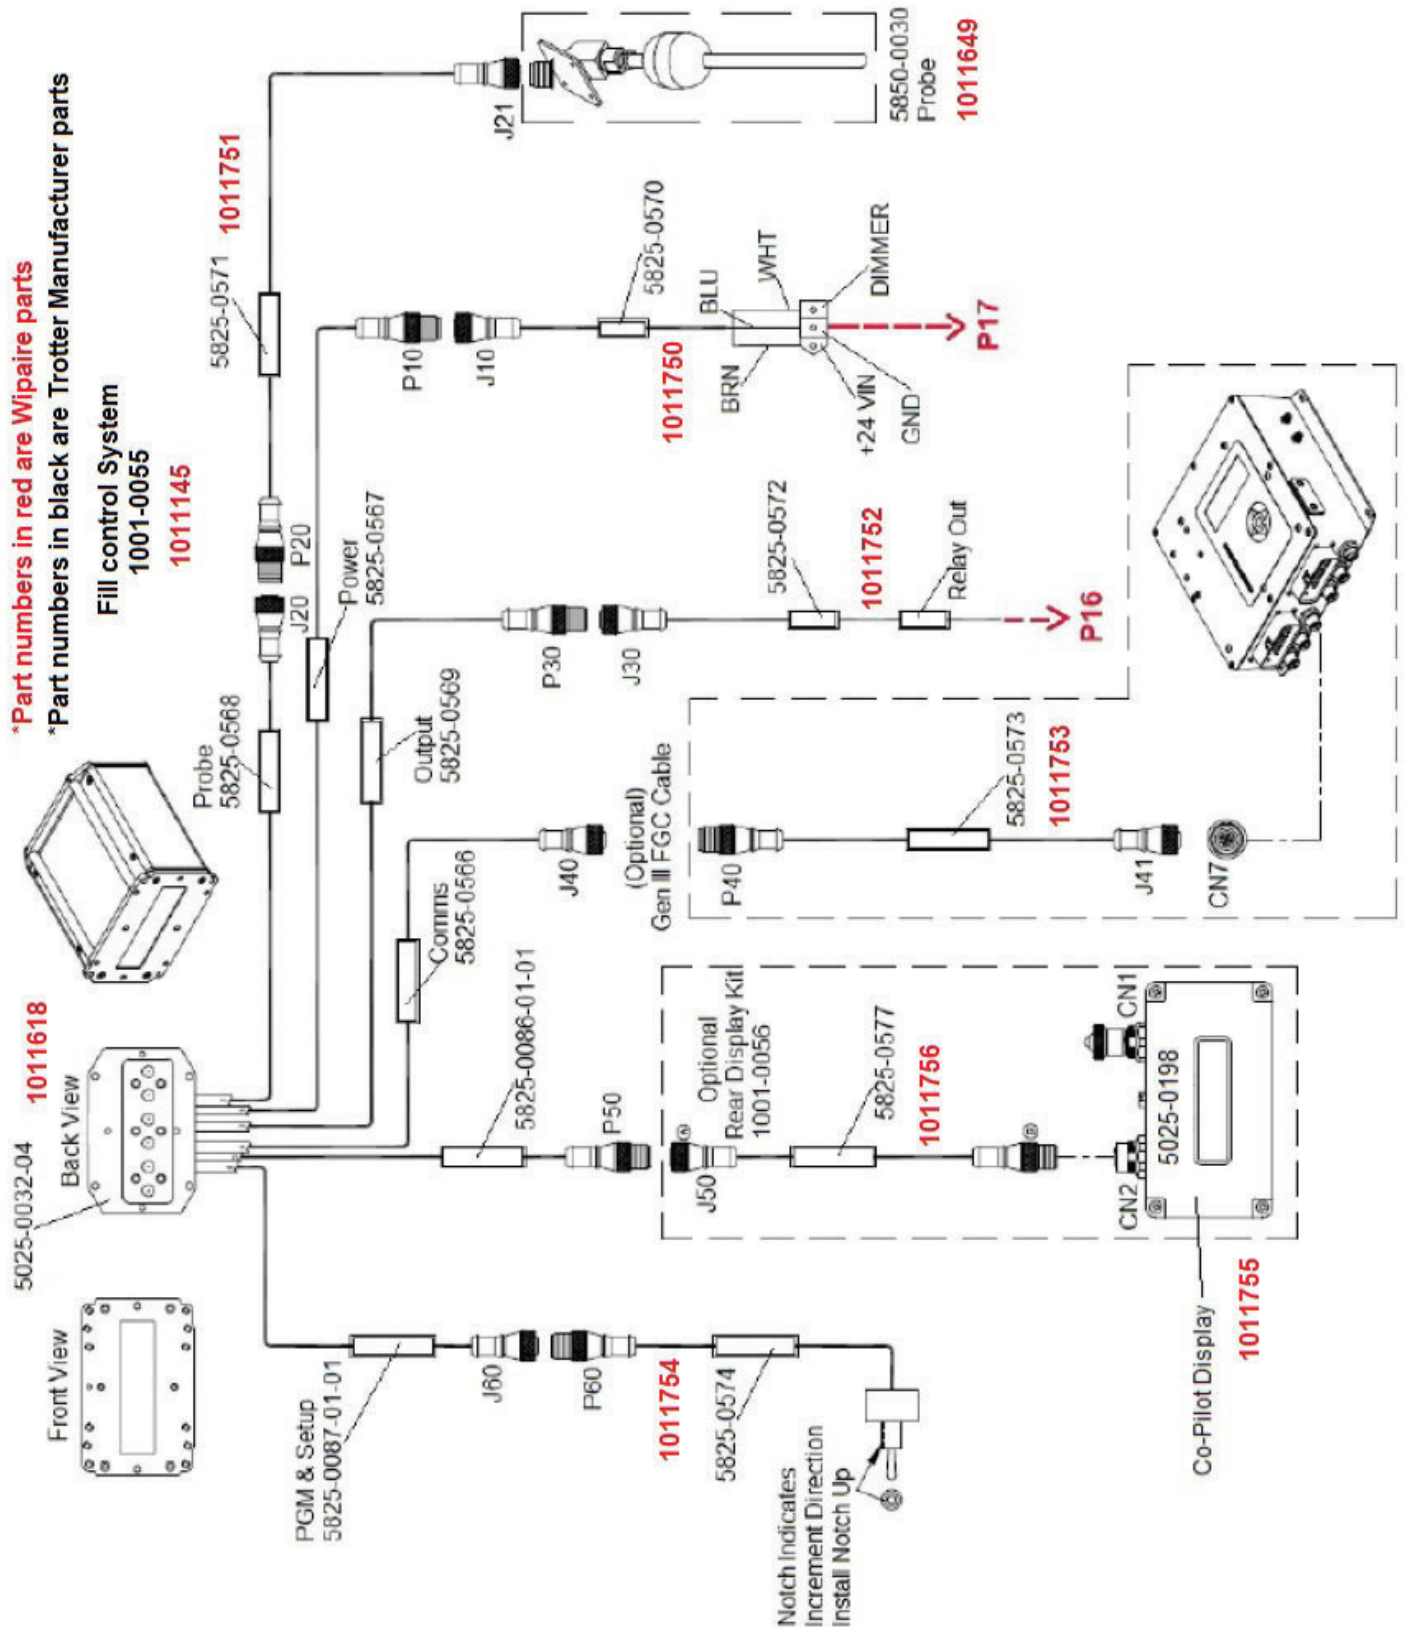 *Part numbers in red are Wipaire parts
*Part numbers in black are Trotter Manufacturer parts
Fill control System
1001-0055
1011145
Front View
5025-0032-04
Back View
1011618
PGM & Setup
5825-0087-01-01
J60
P60
1011754
5825-0574
Notch Indicates
Increment Direction
Install Notch Up
5825-0086-01-01
P50
J50
Optional
Rear Display Kit
1001-0056
5825-0577
1011756
CN2
CN1
5025-0198
Co-Pilot Display
1011755
Comms
5825-0566
J40
(Optional)
Gen III FGC Cable
P40
5825-0573
1011753
J41
CN7
Output
5825-0569
P30
J30
5825-0572
1011752
Relay Out
P16
Power
5825-0567
P10
J10
5825-0570
1011750
BRN
BLU
WHT
+24 VIN
GND
DIMMER
P17
Probe
5825-0568
J20
P20
5825-0571
1011751
J21
5850-0030
Probe
1011649